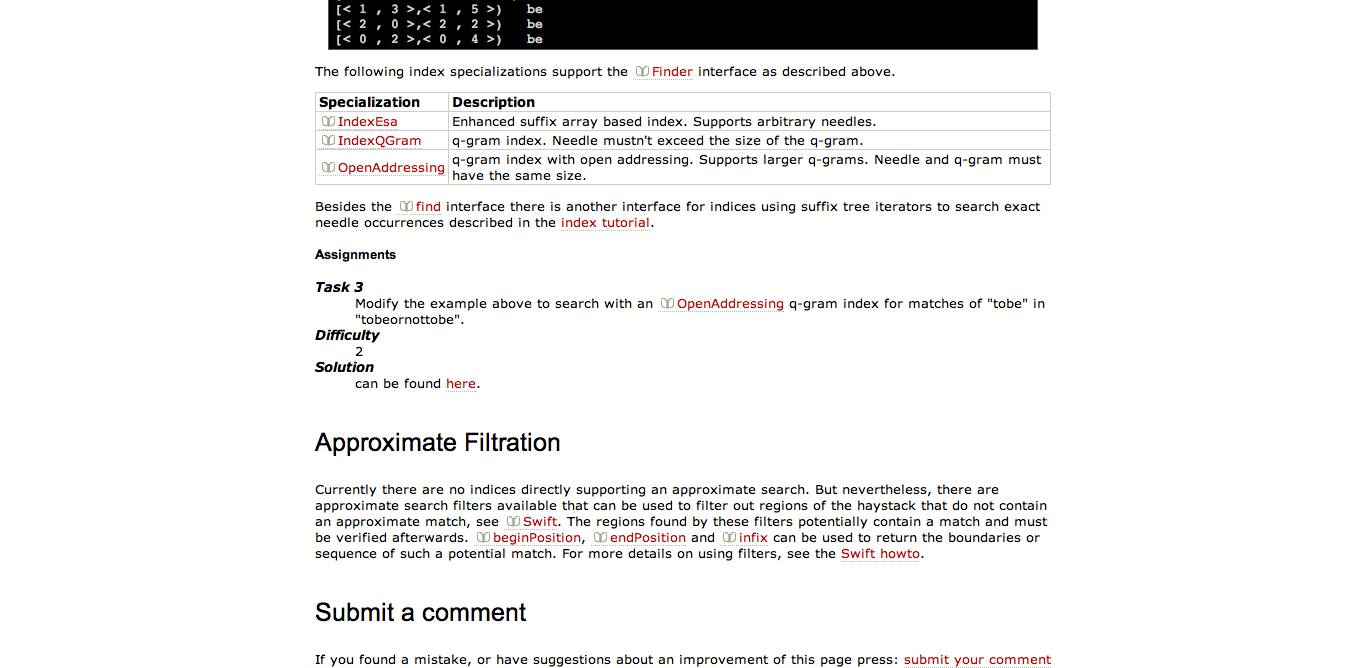 [< 1 , 3 >,< 1 , 5 >)   be
[< 2 , 0 >,< 2 , 2 >)   be
[< 0 , 2 >,< 0 , 4 >)   be
The following index specializations support the Finder interface as described above.
Specialization Description
IndexEsa Enhanced suffix array based index. Supports arbitrary needles.
IndexQGram q-gram index. Needle mustn't exceed the size of the q-gram.
OpenAddressing q-gram index with open addressing. Supports larger q-grams. Needle and q-gram must
have the same size.
Besides the find interface there is another interface for indices using suffix tree iterators to search exact
needle occurrences described in the index tutorial.
Assignments
Task 3
Modify the example above to search with an OpenAddressing q-gram index for matches of "tobe" in
"tobeornottobe".
Difficulty
2
Solution
can be found here.
Approximate Filtration
Currently there are no indices directly supporting an approximate search. But nevertheless, there are
approximate search filters available that can be used to filter out regions of the haystack that do not contain
an approximate match, see Swift. The regions found by these filters potentially contain a match and must
be verified afterwards. beginPosition, endPosition and infix can be used to return the boundaries or
sequence of such a potential match. For more details on using filters, see the Swift howto.
Submit a comment
If you found a mistake, or have suggestions about an improvement of this page press: submit your comment